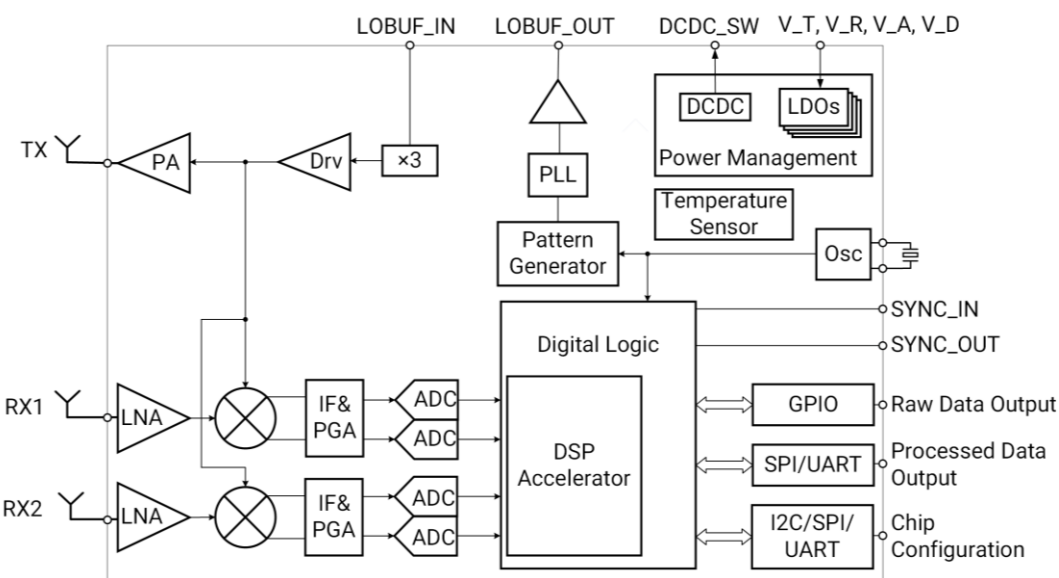 LOBUF_IN
LOBUF_OUT
DCDC_SW
V_T, V_R, V_A, V_D
TX
PA
Drv
×3
PLL
DCDC
LDOs
Power Management
Temperature
Sensor
Pattern
Generator
Osc
SYNC_IN
SYNC_OUT
Digital Logic
DSP
Accelerator
RX1
LNA
IF&
PGA
ADC
ADC
GPIO
Raw Data Output
SPI/UART
Processed Data
Output
RX2
LNA
IF&
PGA
ADC
ADC
I2C/SPI/
UART
Chip
Configuration